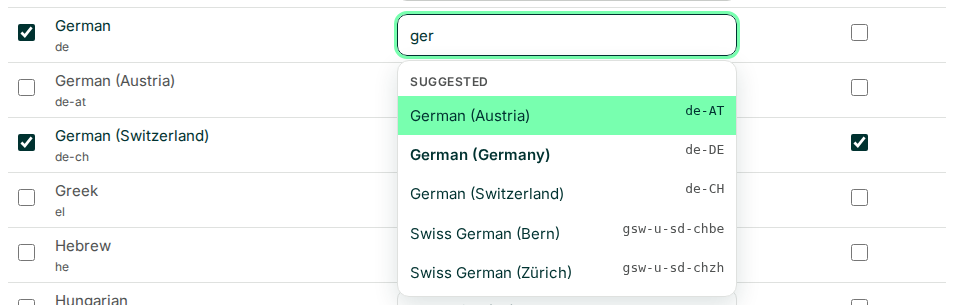 German
de
German (Austria)
de-at
German (Switzerland)
de-ch
Greek
el
Hebrew
he
Hungarian
ger
SUGGESTED
German (Austria) de-AT
German (Germany) de-DE
German (Switzerland) de-CH
Swiss German (Bern) gsw-u-sd-chbe
Swiss German (Zürich) gsw-u-sd-chzh